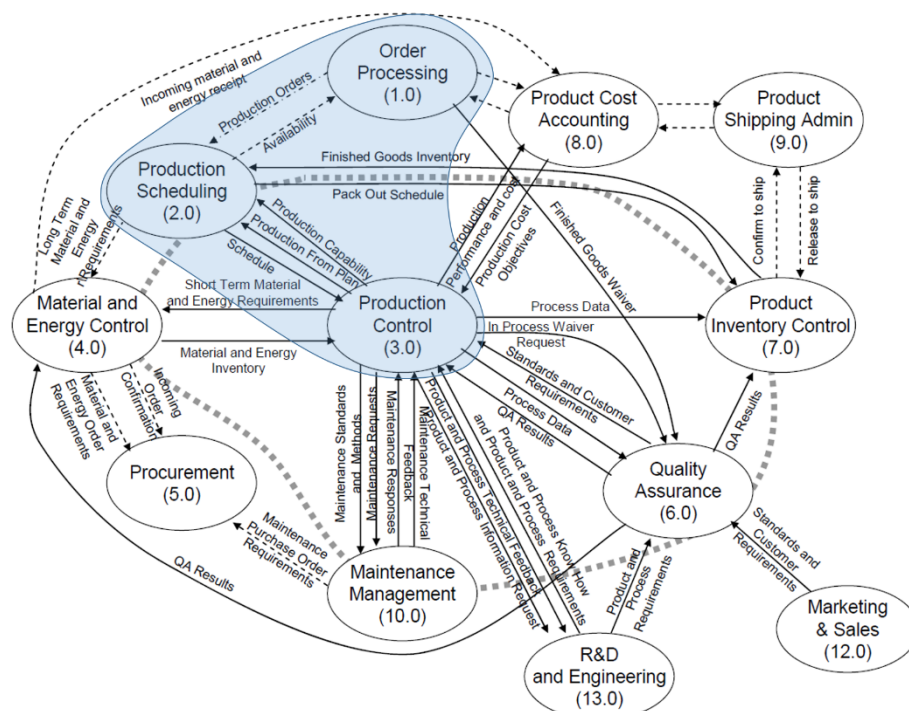 Order
Processing
(1.0)
Incoming material and
energy receipt
Production Orders
Availability
Product Cost
Accounting
(8.0)
Product
Shipping Admin
(9.0)
Production
Scheduling
(2.0)
Finished Goods Inventory
Pack Out Schedule
Long Term
Material and
Energy
Requirements
Production Capability
Production From Plan
Schedule
Production
Performance and cost
Production Cost
Objectives
Finished Goods Waiver
Confirm to ship
Release to ship
Short Term Material
and Energy Requirements
Material and
Energy Control
(4.0)
Production
Control
(3.0)
Process Data
In Process Waiver
Request
Product
Inventory Control
(7.0)
Material and Energy
Inventory
Standards and Customer
Requirements
Process Data
QA Results
QA Results
Incoming
Order
Confirmation
Material and
Energy Order
Requirements
Procurement
(5.0)
Maintenance Standards
and Methods
Maintenance Requests
Maintenance Responses
Maintenance Technical
Feedback
Product and Process Technical Feedback
Product and Process Information Request
Product and Process Know How
and Product and Process Requirements
Quality
Assurance
(6.0)
Maintenance
Purchase Order
Requirements
QA Results
Maintenance
Management
(10.0)
Product and
Process
Requirements
Standards and
Customer
Requirements
Marketing
& Sales
(12.0)
R&D
and Engineering
(13.0)